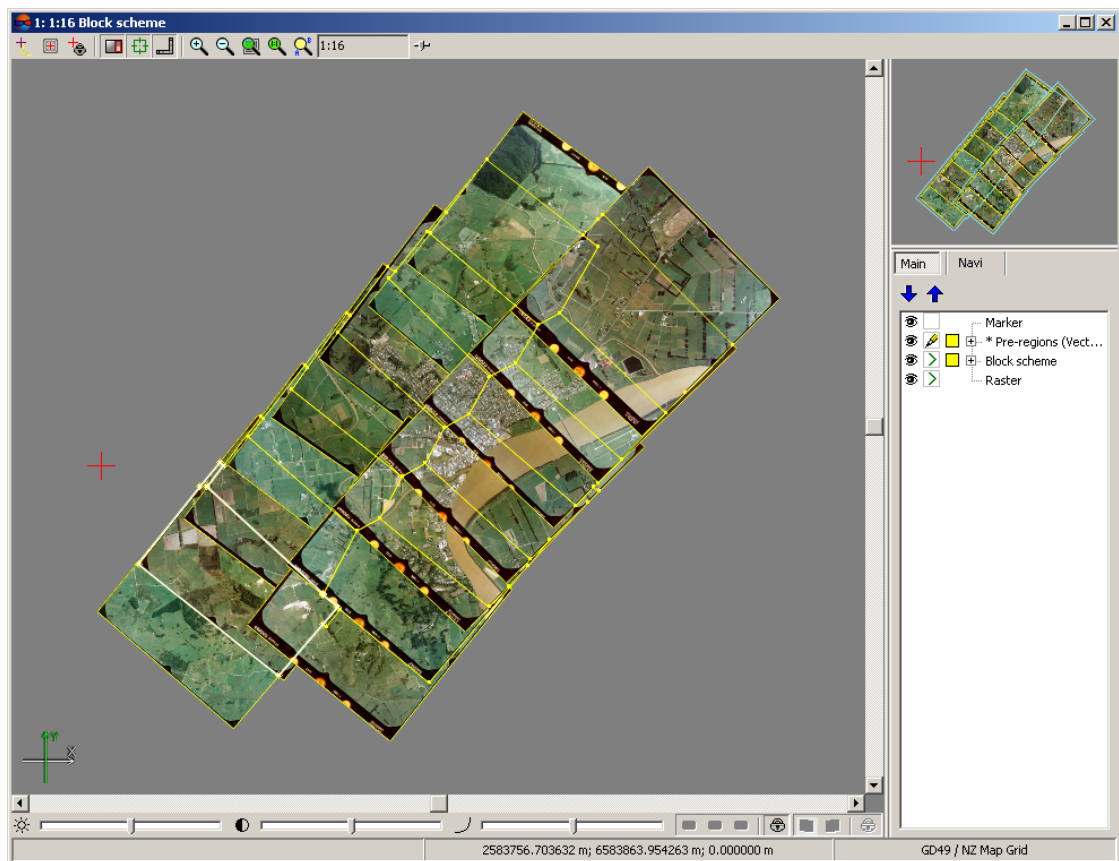 1: 1:16 Block scheme
1:16
Main
Navi
Marker
* Pre-regions (Vect...
Block scheme
Raster
Y
X
2583756.703632 m; 6583863.954263 m; 0.000000 m
GD49 / NZ Map Grid